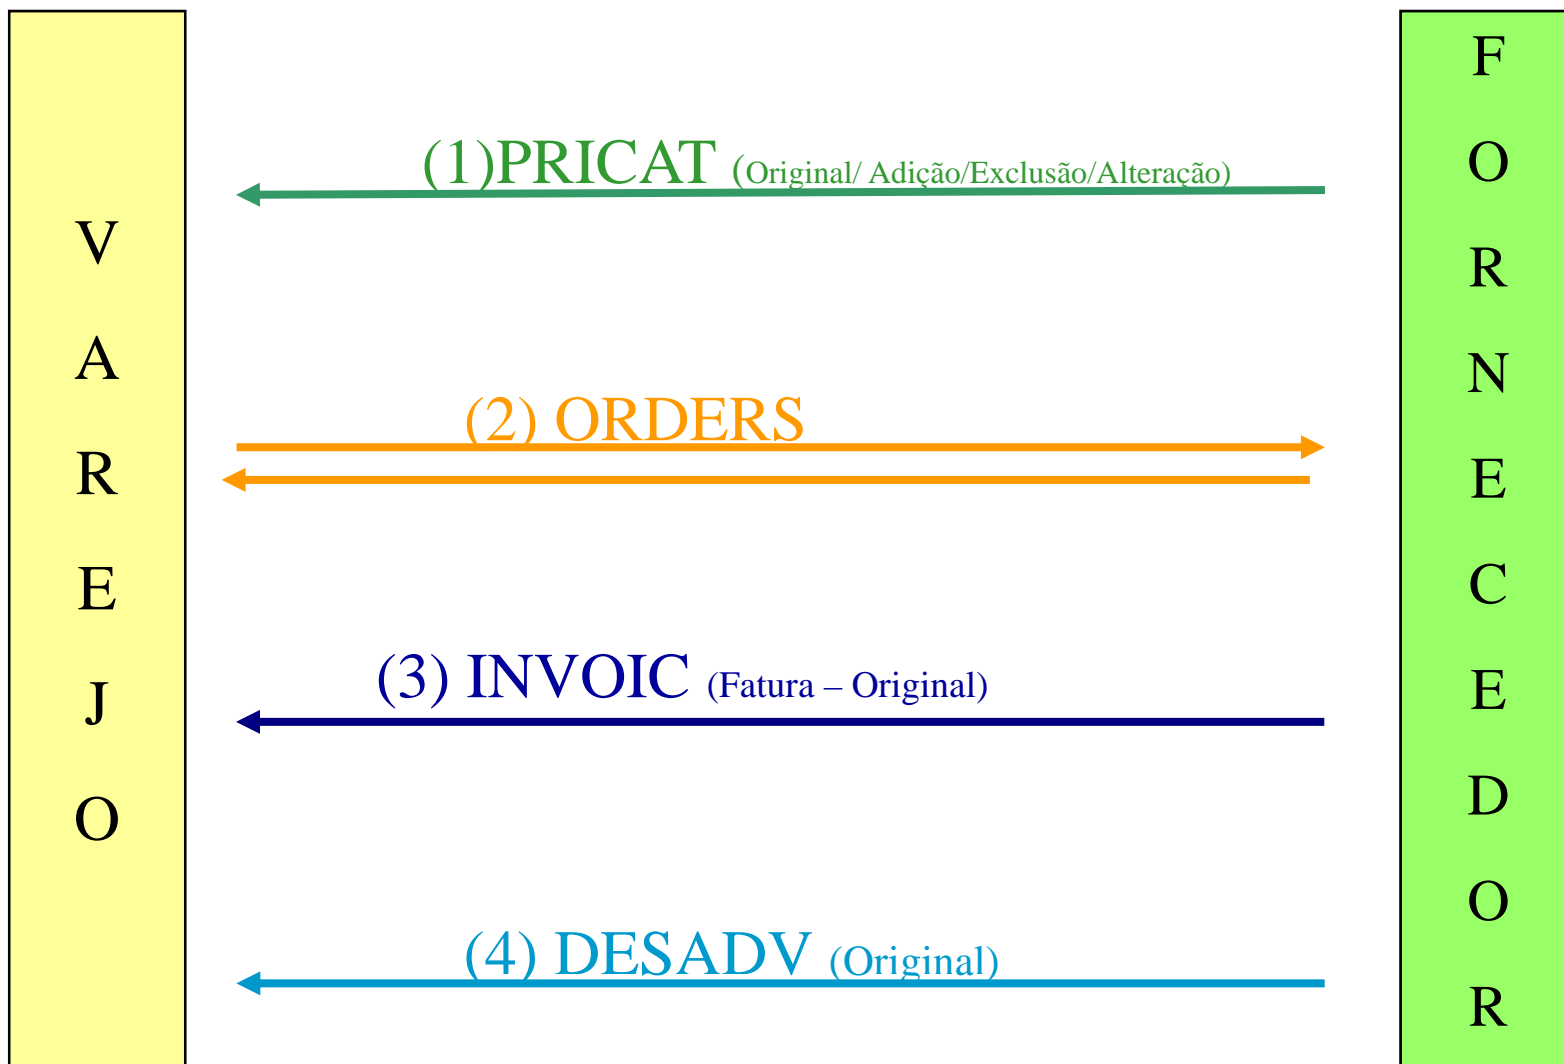 V
A
R
E
J
O
(1)PRICAT (Original/ Adição/Exclusão/Alteração)
(2) ORDERS
(3) INVOIC (Fatura – Original)
(4) DESADV (Original)
F
O
R
N
E
C
E
D
O
R